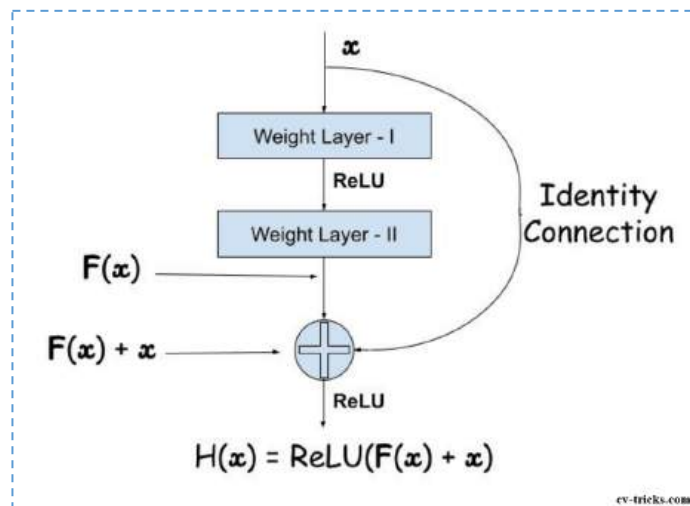 x
Weight Layer - I
ReLU
Identity
Connection
Weight Layer - II
F(x)
F(x) + x
ReLU
H(x) = ReLU(F(x) + x)
cv-tricks.com